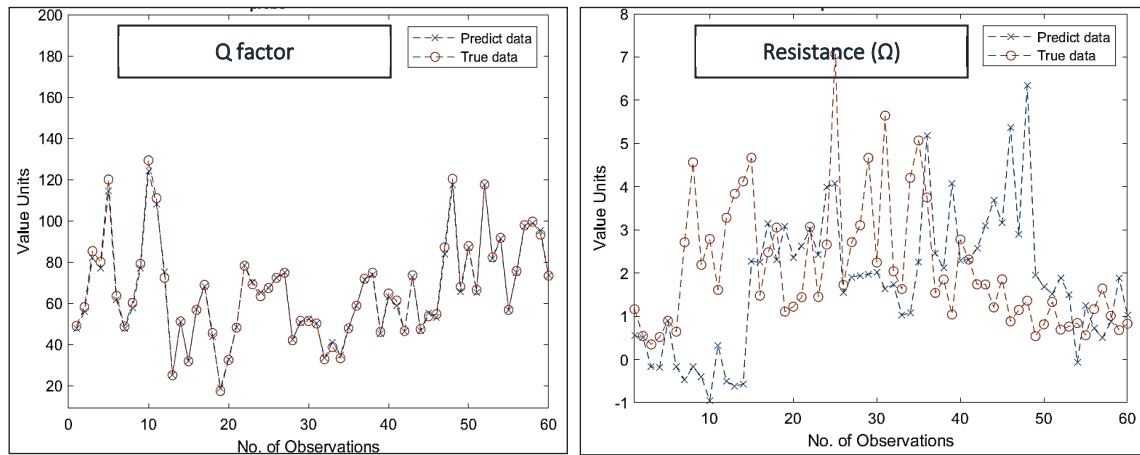 Q factor
Predict data
True data
Value Units
200
180
160
140
120
100
80
60
40
20
0 10 20 30 40 50 60
No. of Observations
Resistance (Ω)
Predict data
True data
Value Units
8
7
6
5
4
3
2
1
0
-1
10 20 30 40 50 60
No. of Observations